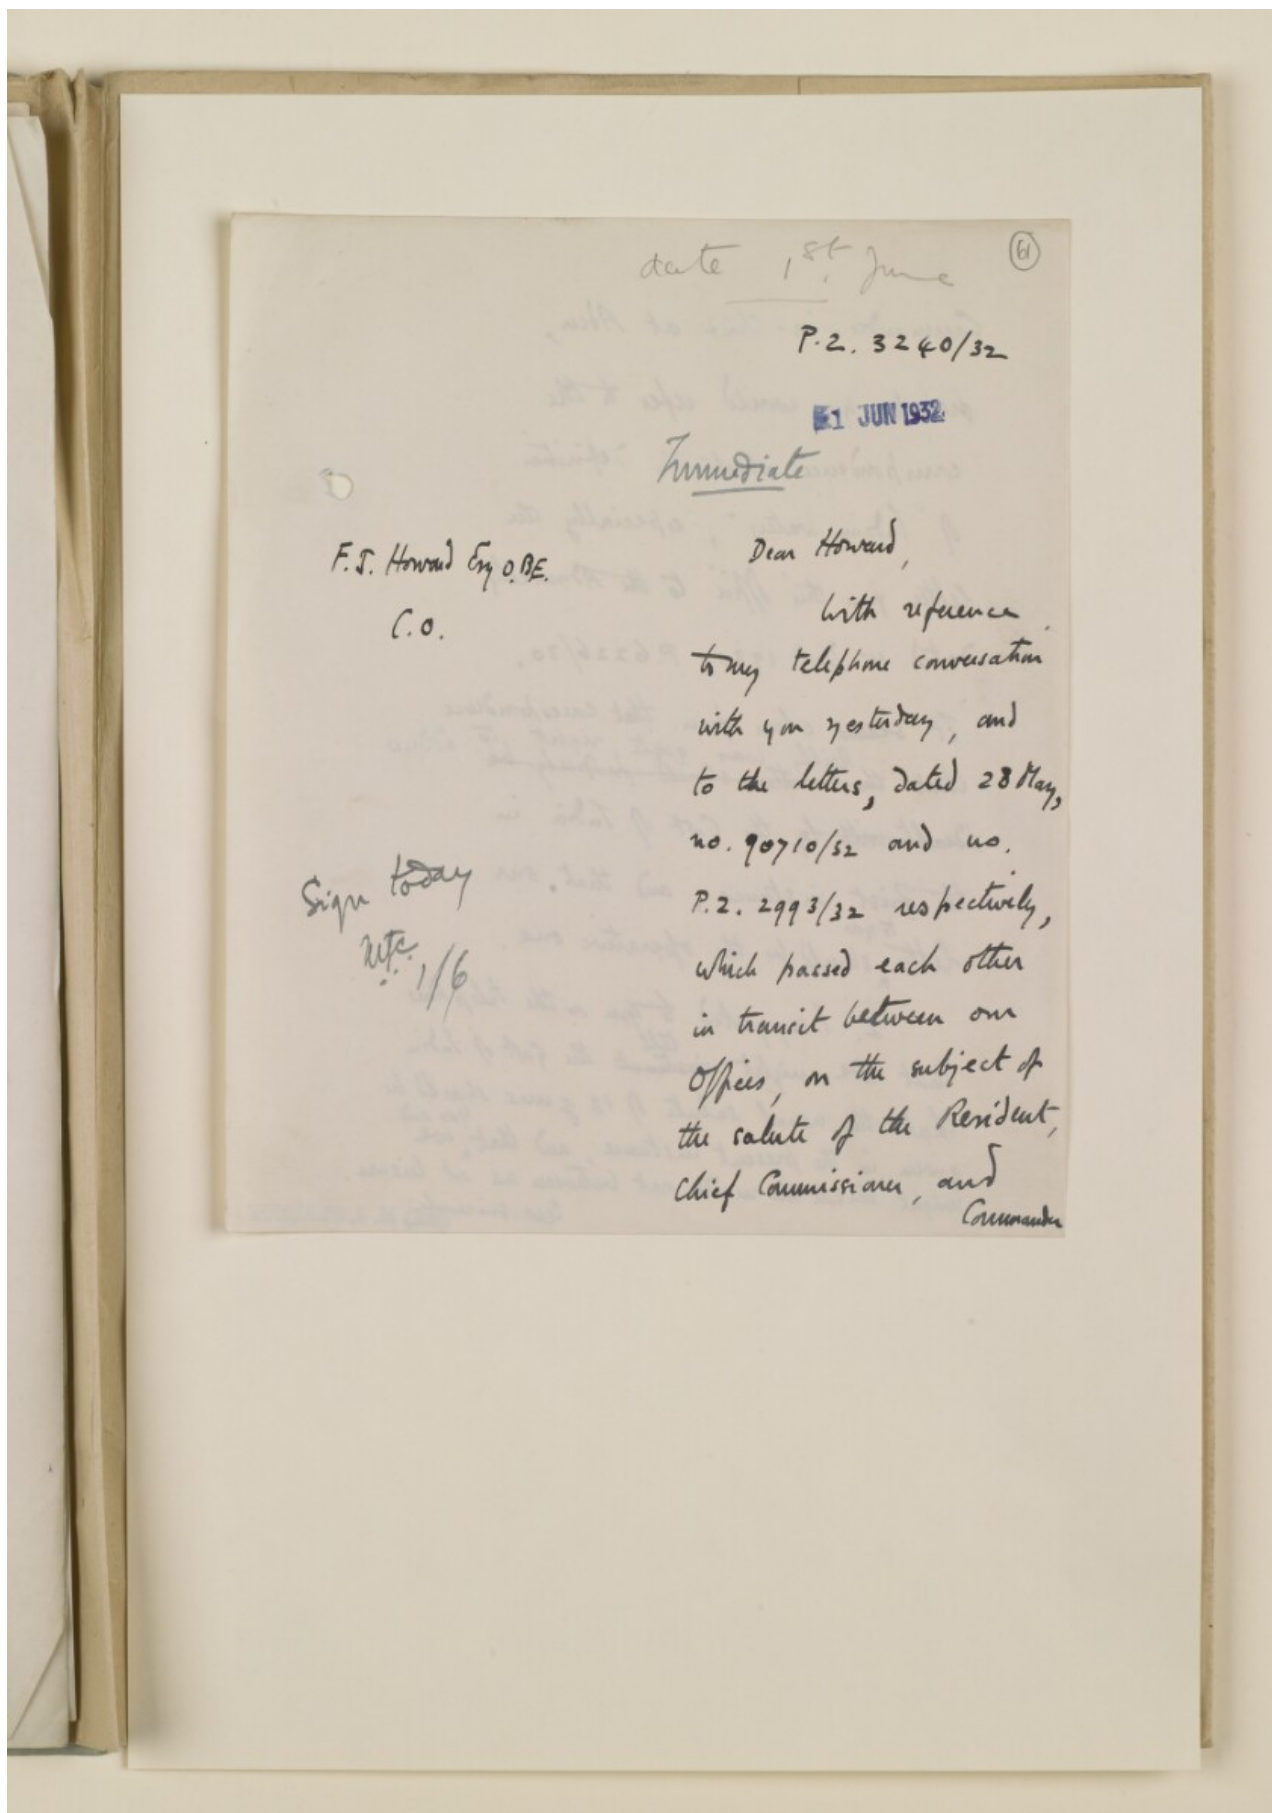 61
date 1st. June
P.Z. 3240/32
1 JUN 1932
Immediate
F.J. Howard Esq O.B.E.
C.O.
Dear Howard,
With reference
to my telephone conversation
with you yesterday, and
to the letters, dated 28 May,
no. 90710/32 and no.
P.Z. 2993/32 respectively,
which passed each other
in transit between our
Offices, on the subject of
the salute of the Resident,
Chief Commissioner, and
Commander
Sign today
1/6